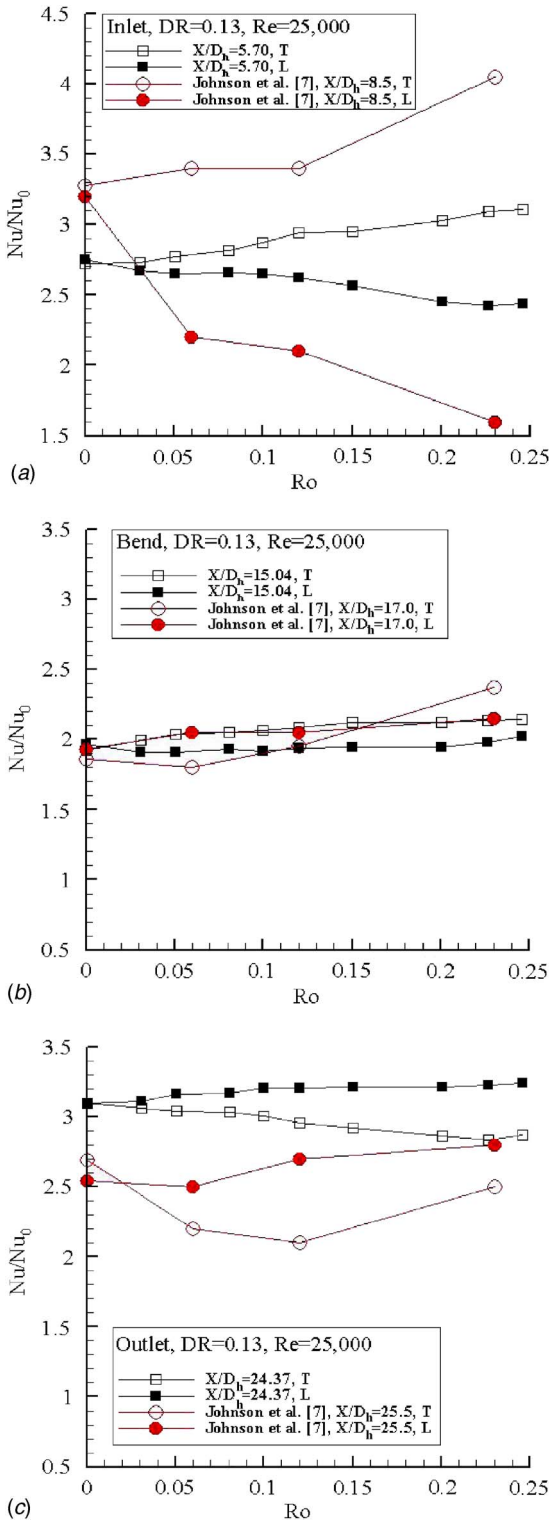 Inlet, DR=0.13, Re=25,000
X/Dh=5.70, T
X/Dh=5.70, L
Johnson et al. [7], X/Dh=8.5, T
Johnson et al. [7], X/Dh=8.5, L
4.5
4
3.5
3
2.5
2
1.5
Nu/Nu0
0
0.05
0.1
0.15
0.2
0.25
Ro
(a)
Bend, DR=0.13, Re=25,000
X/Dh=15.04, T
X/Dh=15.04, L
Johnson et al. [7], X/Dh=17.0, T
Johnson et al. [7], X/Dh=17.0, L
3.5
3
2.5
2
1.5
1
0.5
Nu/Nu0
0
0.05
0.1
0.15
0.2
0.25
Ro
(b)
3.5
3
2.5
2
1.5
1
0.5
Nu/Nu0
Outlet, DR=0.13, Re=25,000
X/Dh=24.37, T
X/Dh=24.37, L
Johnson et al. [7], X/Dh=25.5, T
Johnson et al. [7], X/Dh=25.5, L
0
0.05
0.1
0.15
0.2
0.25
Ro
(c)